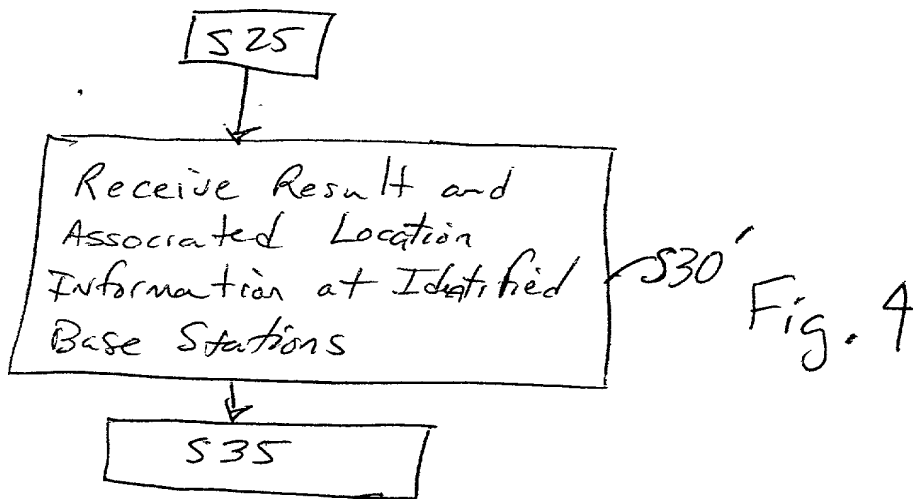 S25
Receive Result and
Associated Location
Information at Identified
Base Stations
S30'
Fig. 4
S35